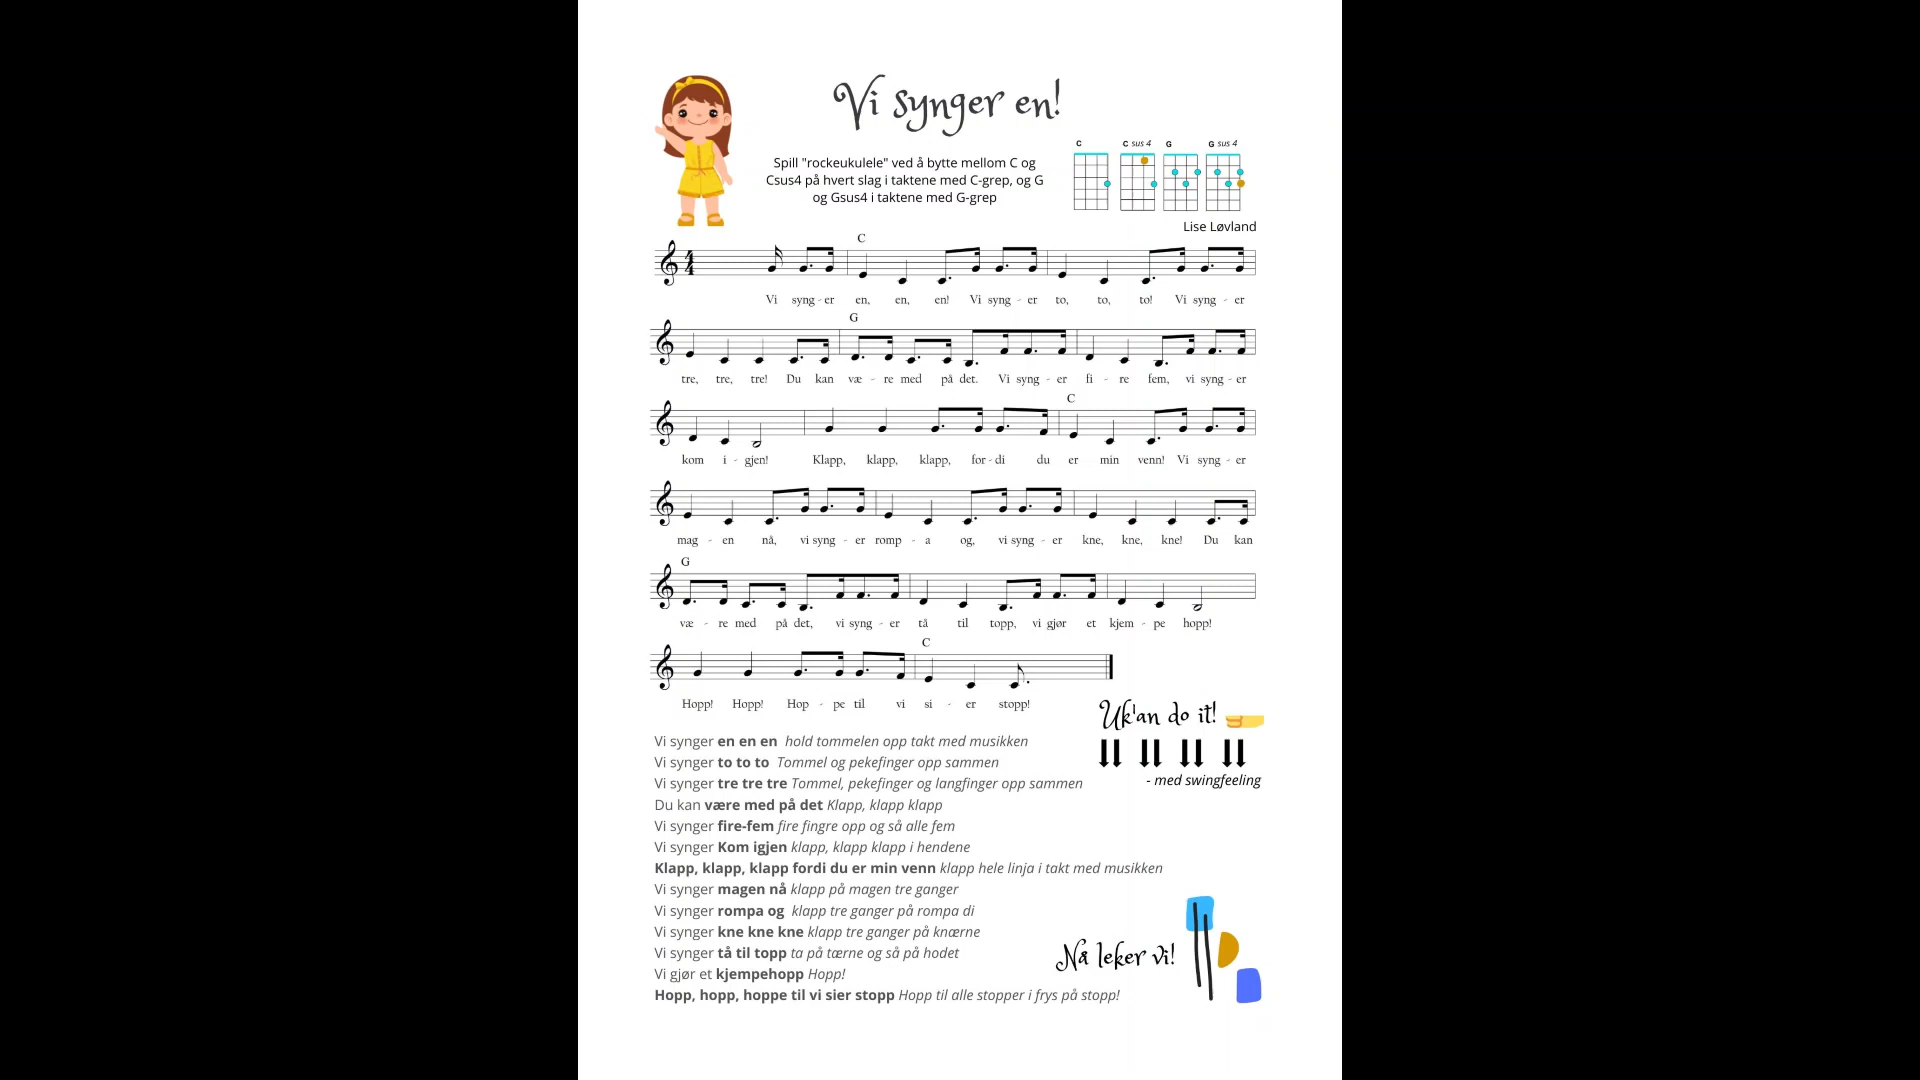 Vi synger en!
Spill "rockeukulele" ved å bytte mellom C og
Csus4 på hvert slag i taktene med C-grep, og G
og Gsus4 i taktene med G-grep
C C sus 4 G G sus 4
Lise Løvland
C
Vi syng - er en, en, en! Vi syng - er to, to, to! Vi syng - er
G
tre, tre, tre! Du kan væ - re med på det. Vi syng - er fi - re fem, vi syng - er
C
kom i - gjen! Klapp, klapp, klapp, for - di du er min venn! Vi syng - er
mag - en nå, vi syng - er romp - a og, vi syng - er kne, kne, kne! Du kan
G
væ - re med på det, vi syng - er tå til topp, vi gjør et kjem - pe hopp!
C
Hopp! Hopp! Hop - pe til vi si - er stopp!
Uk'an do it!
- med swingfeeling
Vi synger en en en hold tommelen opp takt med musikken
Vi synger to to to Tommel og pekefinger opp sammen
Vi synger tre tre tre Tommel, pekefinger og langfinger opp sammen
Du kan være med på det Klapp, klapp klapp
Vi synger fire-fem fire fingre opp og så alle fem
Vi synger Kom igjen klapp, klapp klapp i hendene
Klapp, klapp, klapp fordi du er min venn klapp hele linja i takt med musikken
Vi synger magen nå klapp på magen tre ganger
Vi synger rompa og klapp tre ganger på rompa di
Vi synger kne kne kne klapp tre ganger på knærne
Vi synger tå til topp ta på tærne og så på hodet
Vi gjør et kjempehopp Hopp!
Hopp, hopp, hoppe til vi sier stopp Hopp til alle stopper i frys på stopp!
Nå leker vi!